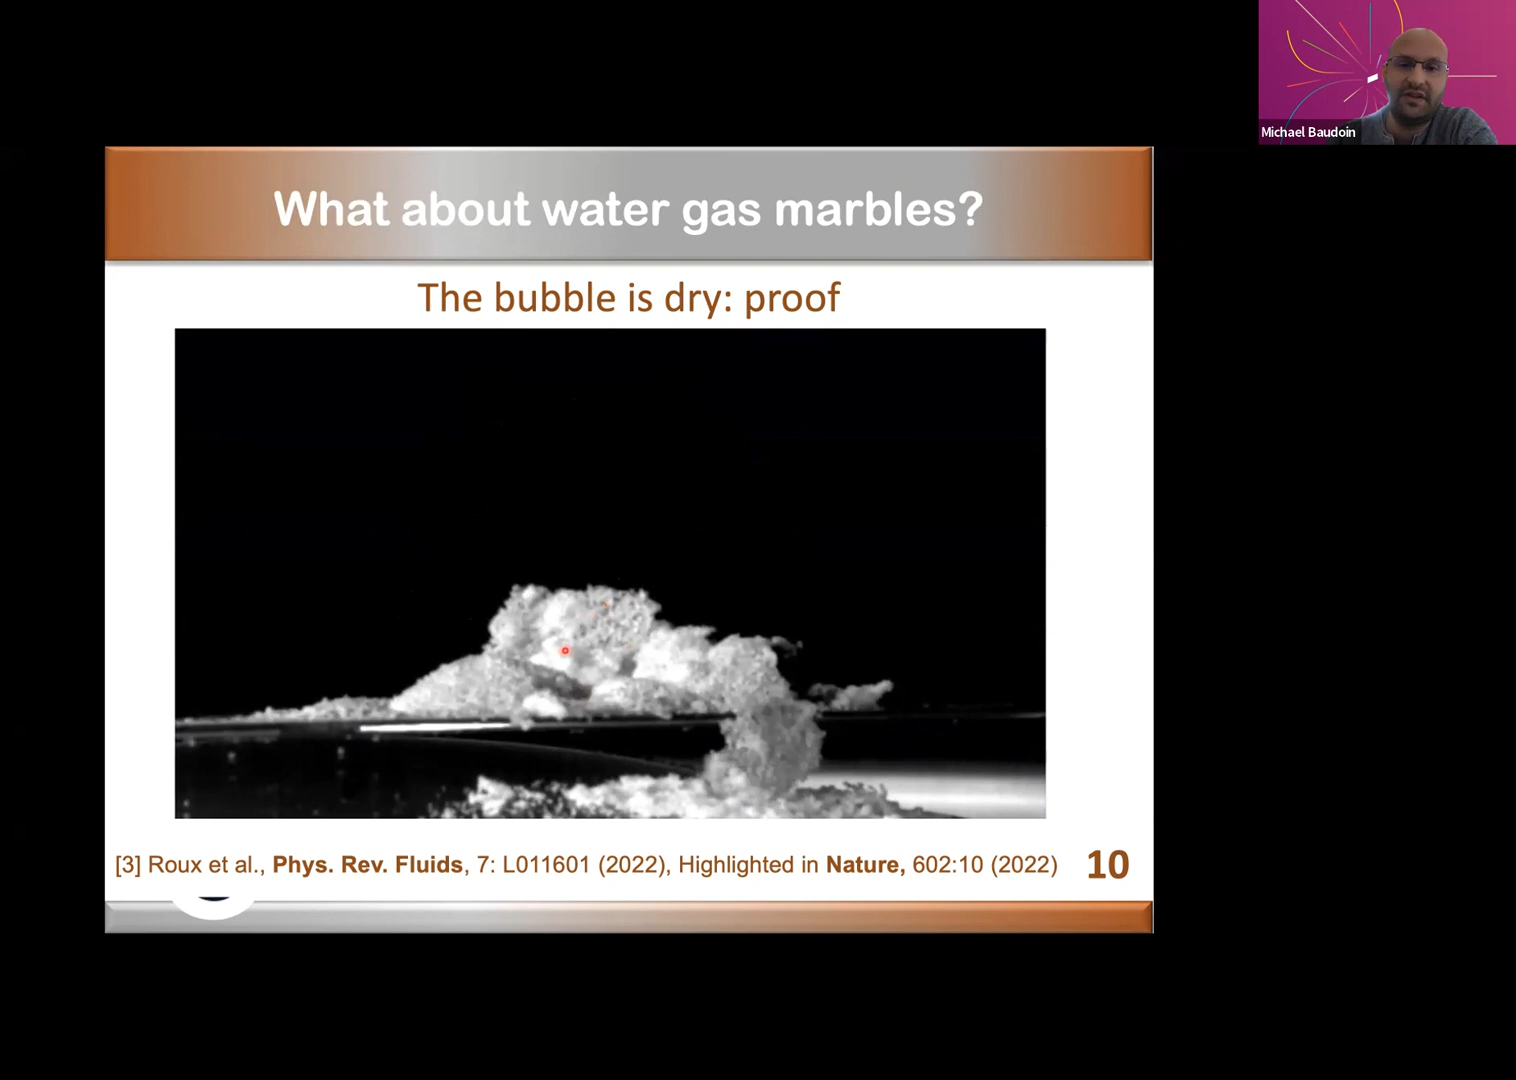 Michael Baudoin
What about water gas marbles?
The bubble is dry: proof
[3] Roux et al., Phys. Rev. Fluids, 7: L011601 (2022), Highlighted in Nature, 602:10 (2022)
10